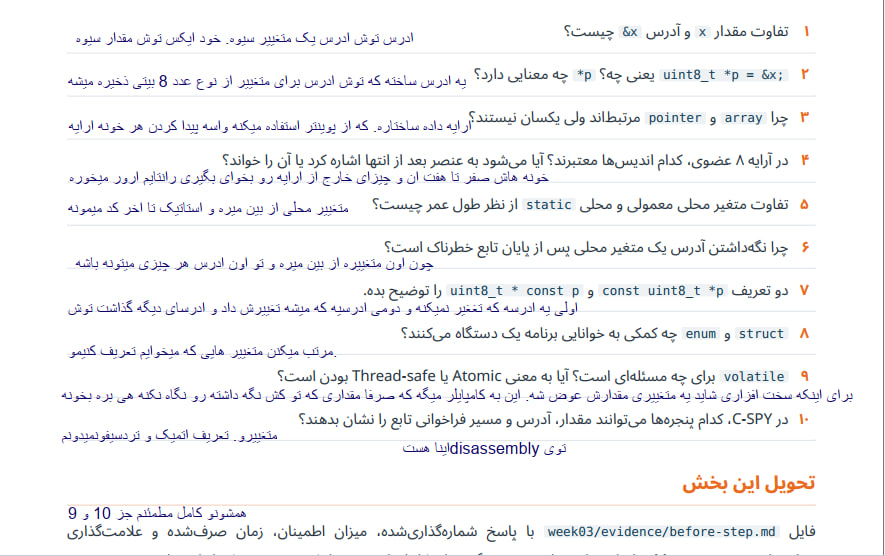 ۱ تفاوت مقدار x و آدرس &x چیست؟
ادرس توش ادرس یک متغییر سیوه. خود ایکس توش مقدار سیوه
۲ uint8_t *p = &x; یعنی چه؟ *p چه معنایی دارد؟
یه ادرس ساخته که توش ادرس برای متغییر از نوع عدد 8 بیتی ذخیره میشه
۳ چرا array و pointer مرتبط‌اند ولی یکسان نیستند؟
ارایه داده ساختاره. که از پوینتر استفاده میکنه واسه پیدا کردن هر خونه ارایه
۴ در آرایه ۸ عضوی، کدام اندیس‌ها معتبرند؟ آیا می‌شود به عنصر بعد از انتها اشاره کرد یا آن را خواند؟
خونه هاش صفر تا هفت ان و چیزای خارج از ارایه رو بخوای بگیری رانتایم ارور میخوره
۵ تفاوت متغیر محلی معمولی و محلی static از نظر طول عمر چیست؟
متغییر محلی از بین میره و استاتیک تا اخر کد میمونه
۶ چرا نگه‌داشتن آدرس یک متغیر محلی پس از پایان تابع خطرناک است؟
چون اون متغییره از بین میره و تو اون ادرس هر چیزی میتونه باشه
۷ دو تعریف const uint8_t *p و uint8_t * const p را توضیح بده.
اولی یه ادرسه که تغغیر نمیکنه و دومی ادرسیه که میشه تغییرش داد و ادرسای دیگه گذاشت توش
۸ struct و enum چه کمکی به خوانایی برنامه یک دستگاه می‌کنند؟
مرتب میکنن متغییر هایی که میخوایم تعریف کنیمو.
۹ volatile برای چه مسئله‌ای است؟ آیا به معنی Atomic یا Thread-safe بودن است؟
برای اینکه سخت افزاری شاید یه متغییری مقدارش عوض شه. این به کامپایلر میگه که صرفا مقداری که تو کش نگه داشته رو نگاه نکنه هی بره بخونه
متغییرو. تعریف اتمیک و تردسیفونمیدونم
۱۰ در C-SPY، کدام پنجره‌ها می‌توانند مقدار، آدرس و مسیر فراخوانی تابع را نشان بدهند؟
توی disassembly اینا هست
تحویل این بخش
همشونو کامل مطمئنم جز 10 و 9
فایل week03/evidence/before-step.md با پاسخ شماره‌گذاری‌شده، میزان اطمینان، زمان صرف‌شده و علامت‌گذاری